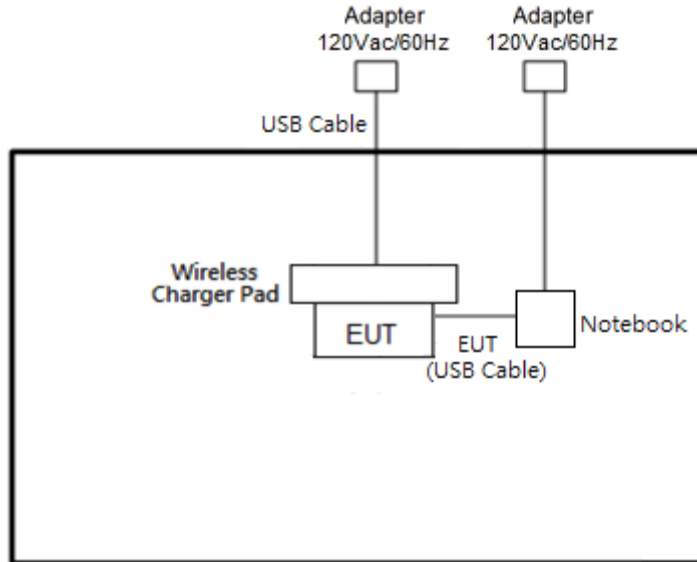 Adapter
120Vac/60Hz
Adapter
120Vac/60Hz
USB Cable
Wireless
Charger Pad
EUT
EUT
(USB Cable)
Notebook